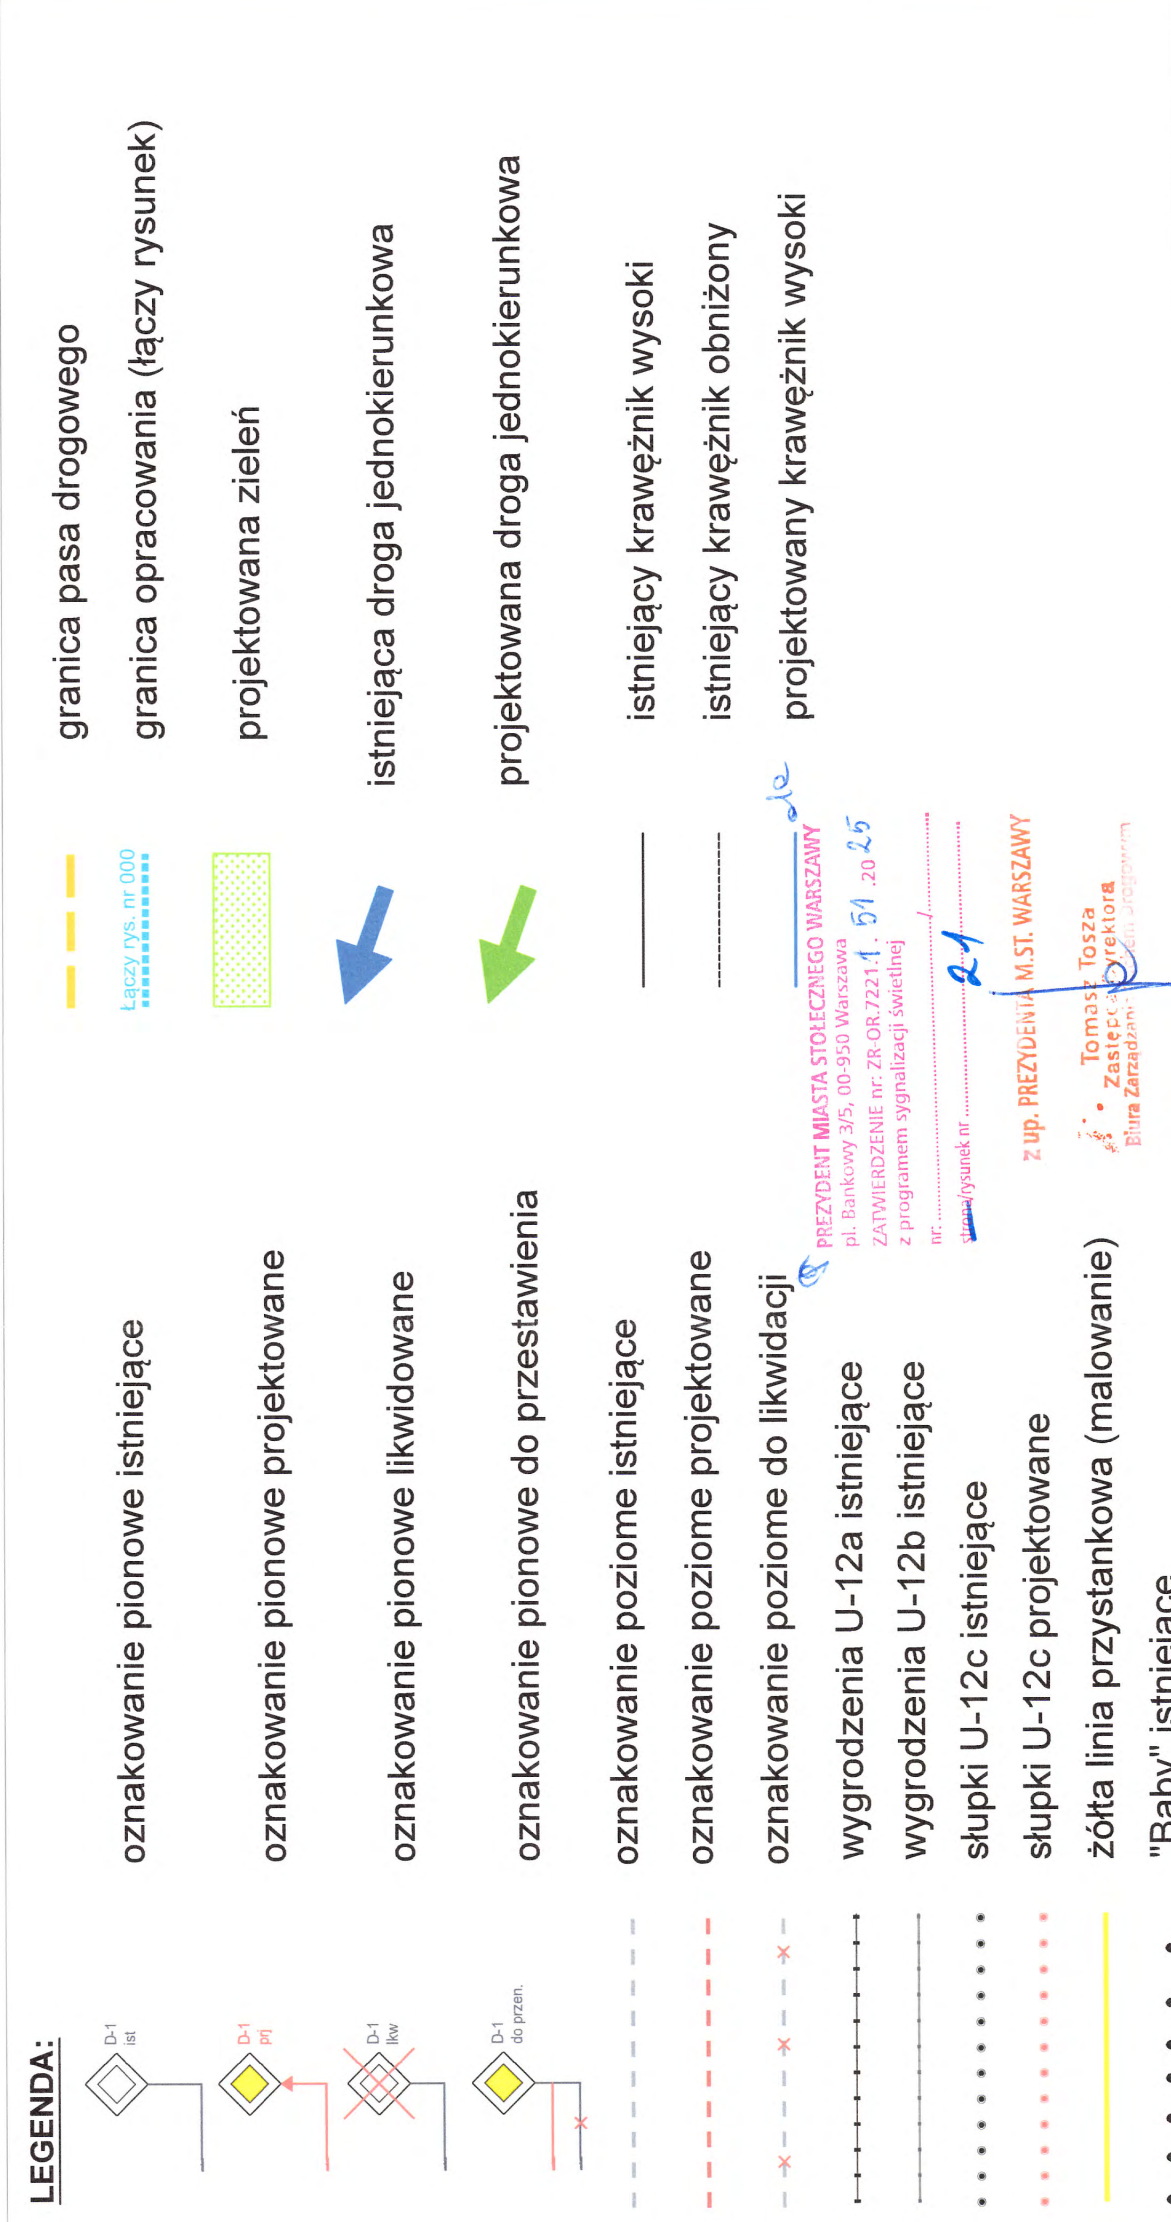 LEGENDA:
D-1
ist
oznakowanie pionowe istniejące
D-1
prj
oznakowanie pionowe projektowane
D-1
lkw
oznakowanie pionowe likwidowane
D-1
do przen.
oznakowanie pionowe do przestawienia
oznakowanie poziome istniejące
oznakowanie poziome projektowane
oznakowanie poziome do likwidacji
wygrodzenia U-12a istniejące
wygrodzenia U-12b istniejące
słupki U-12c istniejące
słupki U-12c projektowane
żółta linia przystankowa (malowanie)
"Baby" istniejące
granica pasa drogowego
Łączy rys. nr 000
granica opracowania (łączy rysunek)
projektowana zieleń
istniejąca droga jednokierunkowa
projektowana droga jednokierunkowa
istniejący krawężnik wysoki
istniejący krawężnik obniżony
projektowany krawężnik wysoki
PREZYDENT MIASTA STOŁECZNEGO WARSZAWY
pl. Bankowy 3/5, 00-950 Warszawa
ZATWIERDZENIE nr: ZR-OR.7221.1.51.2025
z programem sygnalizacji świetlnej
nr: ...../.....
strona/rysunek nr 21
z up. PREZYDENTA M.ST. WARSZAWY
Tomasz Tosza
Zastępca Dyrektora
Biura Zarządzania Ruchem Drogowym